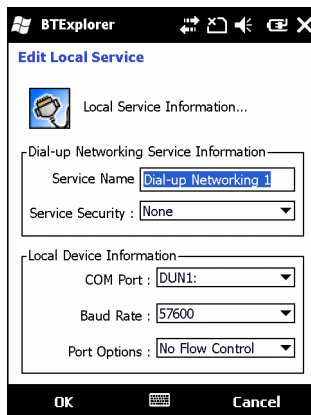 BTExplorer
Edit Local Service
Local Service Information...
Dial-up Networking Service Information
Service Name Dial-up Networking 1
Service Security : None
Local Device Information
COM Port : DUN1:
Baud Rate : 57600
Port Options : No Flow Control
OK Cancel